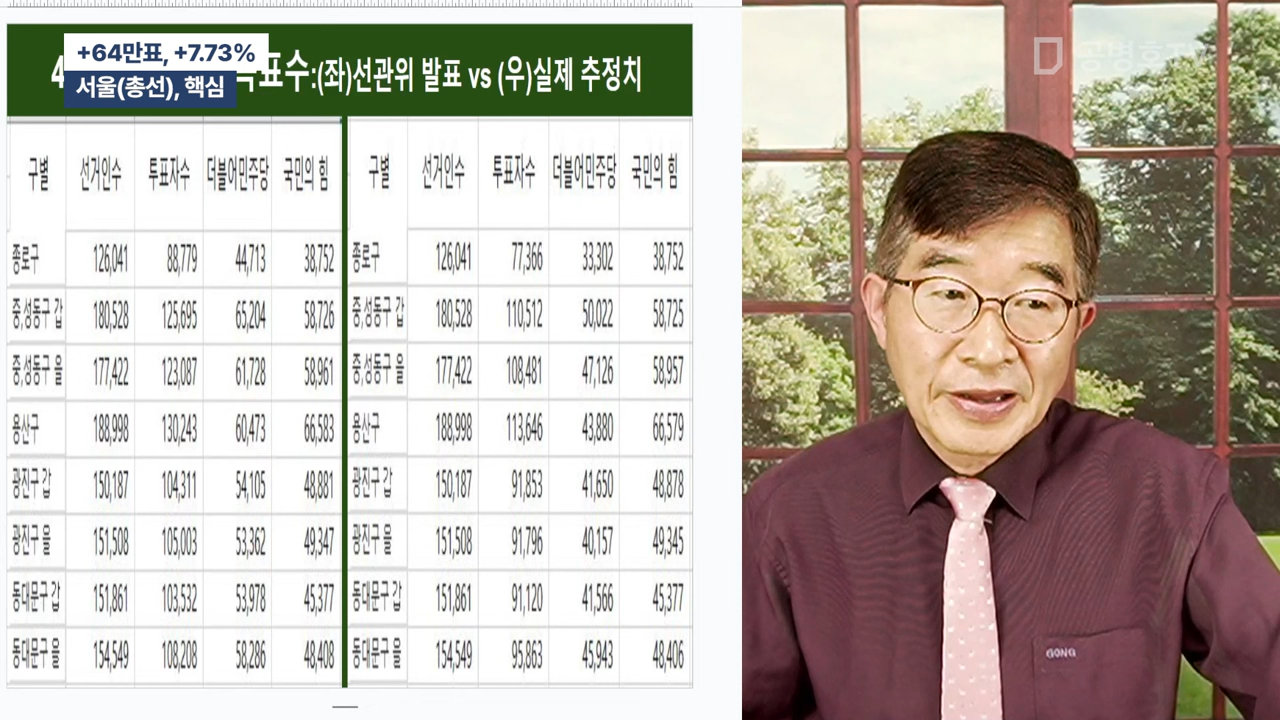 +64만표, +7.73%
서울(총선), 핵심
4 득표수:(좌)선관위 발표 vs (우)실제 추정치
구별 선거인수 투표자수 더불어민주당 국민의 힘 구별 선거인수 투표자수 더불어민주당 국민의 힘
종로구 126,041 88,779 44,713 38,752 종로구 126,041 77,366 33,302 38,752
중,성동구 갑 180,528 125,695 65,204 58,726 중,성동구 갑 180,528 110,512 50,022 58,725
중,성동구 을 177,422 123,087 61,728 58,961 중,성동구 을 177,422 108,481 47,126 58,957
용산구 188,998 130,243 60,473 66,583 용산구 188,998 113,646 43,880 66,579
광진구 갑 150,187 104,311 54,105 48,881 광진구 갑 150,187 91,853 41,650 48,878
광진구 을 151,508 105,003 53,362 49,347 광진구 을 151,508 91,796 40,157 49,345
동대문구 갑 151,861 103,532 53,978 45,377 동대문구 갑 151,861 91,120 41,566 45,377
동대문구 을 154,549 108,208 58,286 48,408 동대문구 을 154,549 95,863 45,943 48,406
공병호
GONG